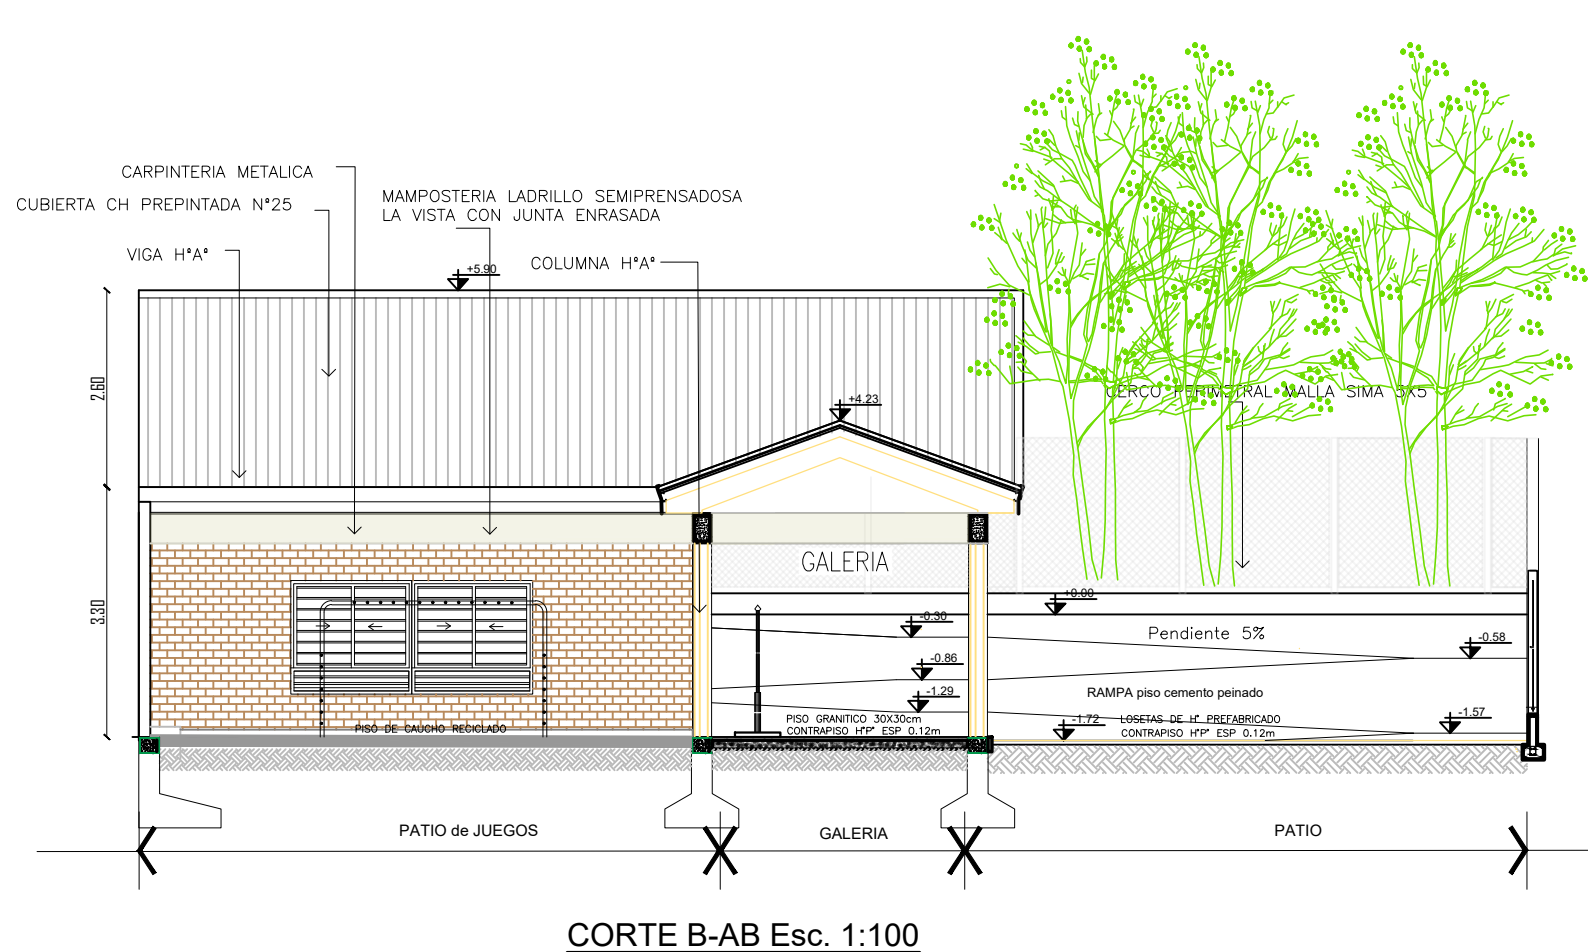 CARPINTERIA METALICA
CUBIERTA CH PREPINTADA N°25
MAMPOSTERIA LADRILLO SEMIPRENSADOSA
LA VISTA CON JUNTA ENRASADA
VIGA H°A°
COLUMNA H°A°
+5.90
2.60
+4.23
CERCO PERIMETRAL VALLA SIMA 5X5
GALERIA
3.30
+0.00
-0.30
Pendiente 5%
-0.58
-0.86
-1.29
RAMPA piso cemento peinado
PISO DE CAUCHO RECICLADO
PISO GRANITICO 30X30cm
CONTRAPISO H°P° ESP 0.12m
-1.72
LOSETAS DE H° PREFABRICADO
CONTRAPISO H°P° ESP 0.12m
-1.57
PATIO de JUEGOS
GALERIA
PATIO
CORTE B-AB Esc. 1:100